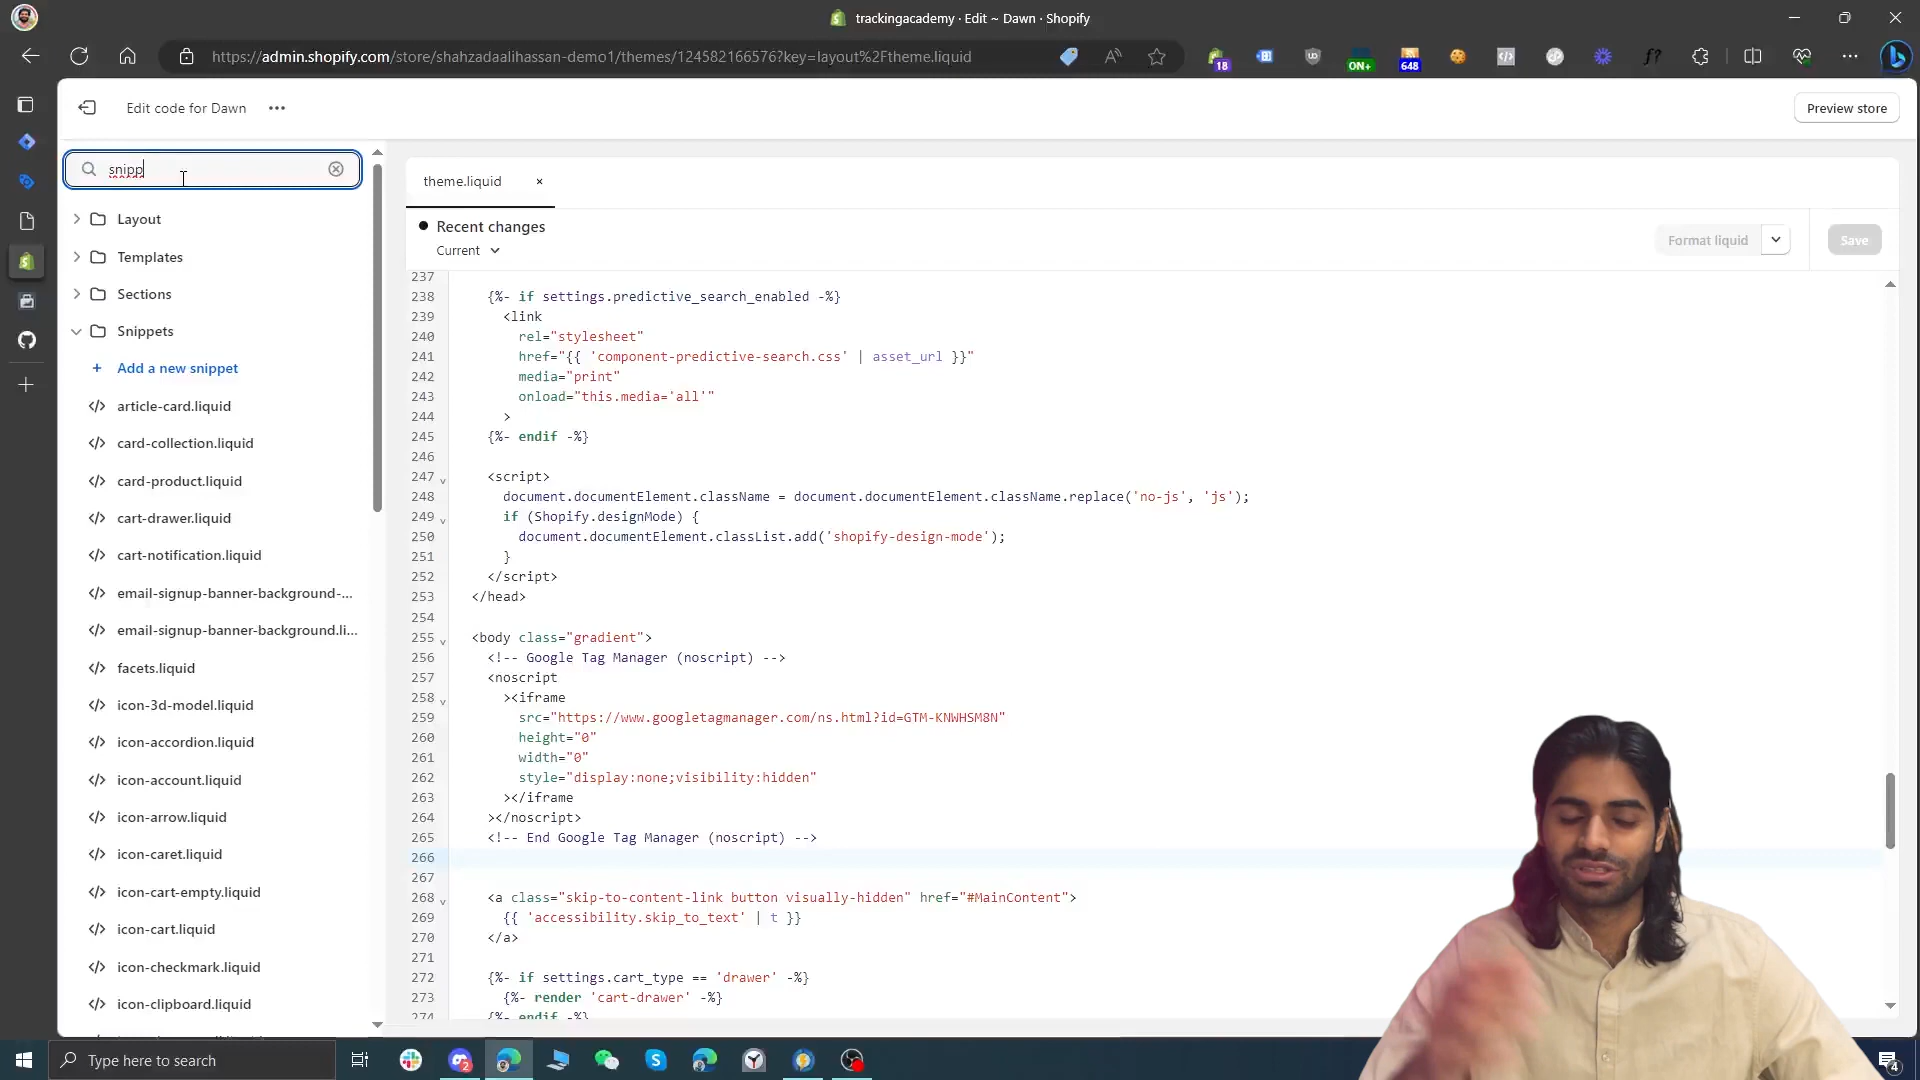 trackingacademy · Edit ~ Dawn · Shopify
https://admin.shopify.com/store/shahzadaalihassan-demo1/themes/124582166576?key=layout%2Ftheme.liquid
18
ON+
648
f?
Edit code for Dawn
Preview store
snipp
Layout
Templates
Sections
Snippets
+ Add a new snippet
article-card.liquid
card-collection.liquid
card-product.liquid
cart-drawer.liquid
cart-notification.liquid
email-signup-banner-background-...
email-signup-banner-background.li...
facets.liquid
icon-3d-model.liquid
icon-accordion.liquid
icon-account.liquid
icon-arrow.liquid
icon-caret.liquid
icon-cart-empty.liquid
icon-cart.liquid
icon-checkmark.liquid
icon-clipboard.liquid
theme.liquid
Recent changes
Current
Format liquid
Save
237
238 {%- if settings.predictive_search_enabled -%}
239 <link
240 rel="stylesheet"
241 href="{{ 'component-predictive-search.css' | asset_url }}"
242 media="print"
243 onload="this.media='all'"
244 >
245 {%- endif -%}
246
247 <script>
248 document.documentElement.className = document.documentElement.className.replace('no-js', 'js');
249 if (Shopify.designMode) {
250 document.documentElement.classList.add('shopify-design-mode');
251 }
252 </script>
253 </head>
254
255 <body class="gradient">
256 <!-- Google Tag Manager (noscript) -->
257 <noscript
258 ><iframe
259 src="https://www.googletagmanager.com/ns.html?id=GTM-KNWHSM8N"
260 height="0"
261 width="0"
262 style="display:none;visibility:hidden"
263 ></iframe
264 ></noscript>
265 <!-- End Google Tag Manager (noscript) -->
266
267
268 <a class="skip-to-content-link button visually-hidden" href="#MainContent">
269 {{ 'accessibility.skip_to_text' | t }}
270 </a>
271
272 {%- if settings.cart_type == 'drawer' -%}
273 {%- render 'cart-drawer' -%}
274 {%- endif -%}
Type here to search
2
4